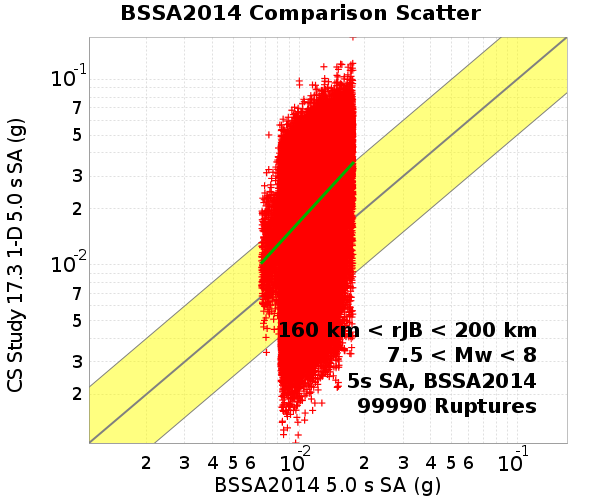 BSSA2014 Comparison Scatter
CS Study 17.3 1-D 5.0 s SA (g)
10-1
7
5
3
2
10-2
7
5
3
2
160 km < rJB < 200 km
7.5 < Mw < 8
5s SA, BSSA2014
99990 Ruptures
2 3 4 5 6 10-2 2 3 4 5 6 10-1
BSSA2014 5.0 s SA (g)